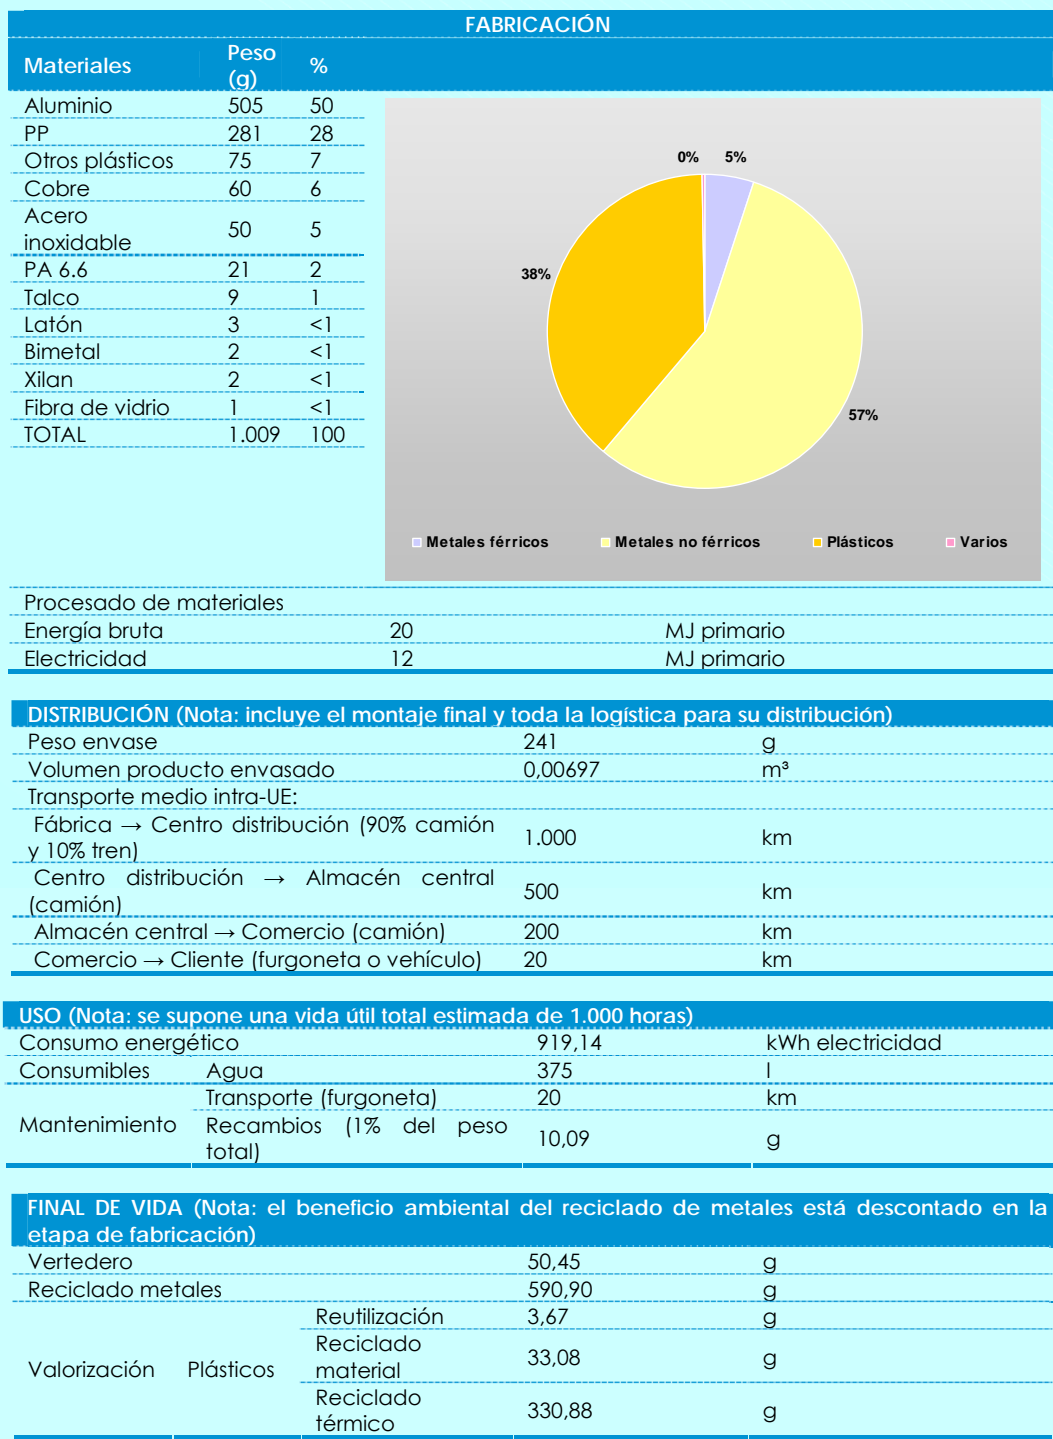 FABRICACIÓN
Materiales Peso (g) %
Aluminio 505 50
PP 281 28
Otros plásticos 75 7
Cobre 60 6
Acero inoxidable 50 5
PA 6.6 21 2
Talco 9 1
Latón 3 <1
Bimetal 2 <1
Xilan 2 <1
Fibra de vidrio 1 <1
TOTAL 1.009 100
0% 5%
38%
57%
Metales férricos Metales no férricos Plásticos Varios
Procesado de materiales
Energía bruta 20 MJ primario
Electricidad 12 MJ primario
DISTRIBUCIÓN (Nota: incluye el montaje final y toda la logística para su distribución)
Peso envase 241 g
Volumen producto envasado 0,00697 m³
Transporte medio intra-UE:
Fábrica → Centro distribución (90% camión y 10% tren) 1.000 km
Centro distribución → Almacén central (camión) 500 km
Almacén central → Comercio (camión) 200 km
Comercio → Cliente (furgoneta o vehículo) 20 km
USO (Nota: se supone una vida útil total estimada de 1.000 horas)
Consumo energético 919,14 kWh electricidad
Consumibles Agua 375 l
Mantenimiento Transporte (furgoneta) 20 km
Recambios (1% del peso total) 10,09 g
FINAL DE VIDA (Nota: el beneficio ambiental del reciclado de metales está descontado en la
etapa de fabricación)
Vertedero 50,45 g
Reciclado metales 590,90 g
Valorización Plásticos Reutilización 3,67 g
Reciclado material 33,08 g
Reciclado térmico 330,88 g